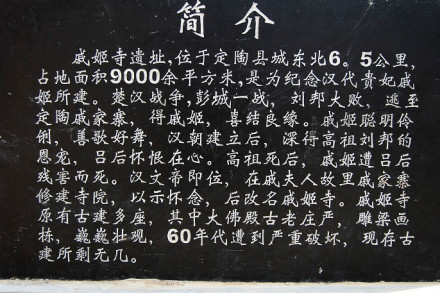 简介
戚姬寺遗址,位于定陶县城东北6。5公里,
占地面积9000余平方米,是为纪念汉代贵妃戚
姬所建。楚汉战争,彭城一战,刘邦大败,逃至
定陶戚家寨,得戚姬,喜结良缘。戚姬聪明伶
俐,善歌好舞,汉朝建立后,深得高祖刘邦的
恩宠,吕后怀恨在心。高祖死后,戚姬遭吕后
残害而死。汉文帝即位,在戚夫人故里戚家寨
修建寺院,以示怀念,后改名戚姬寺。戚姬寺
原有古建多座,其中大佛殿古老庄严,雕梁画
栋,巍巍壮观,60年代遭到严重破坏,现存古
建所剩无几。